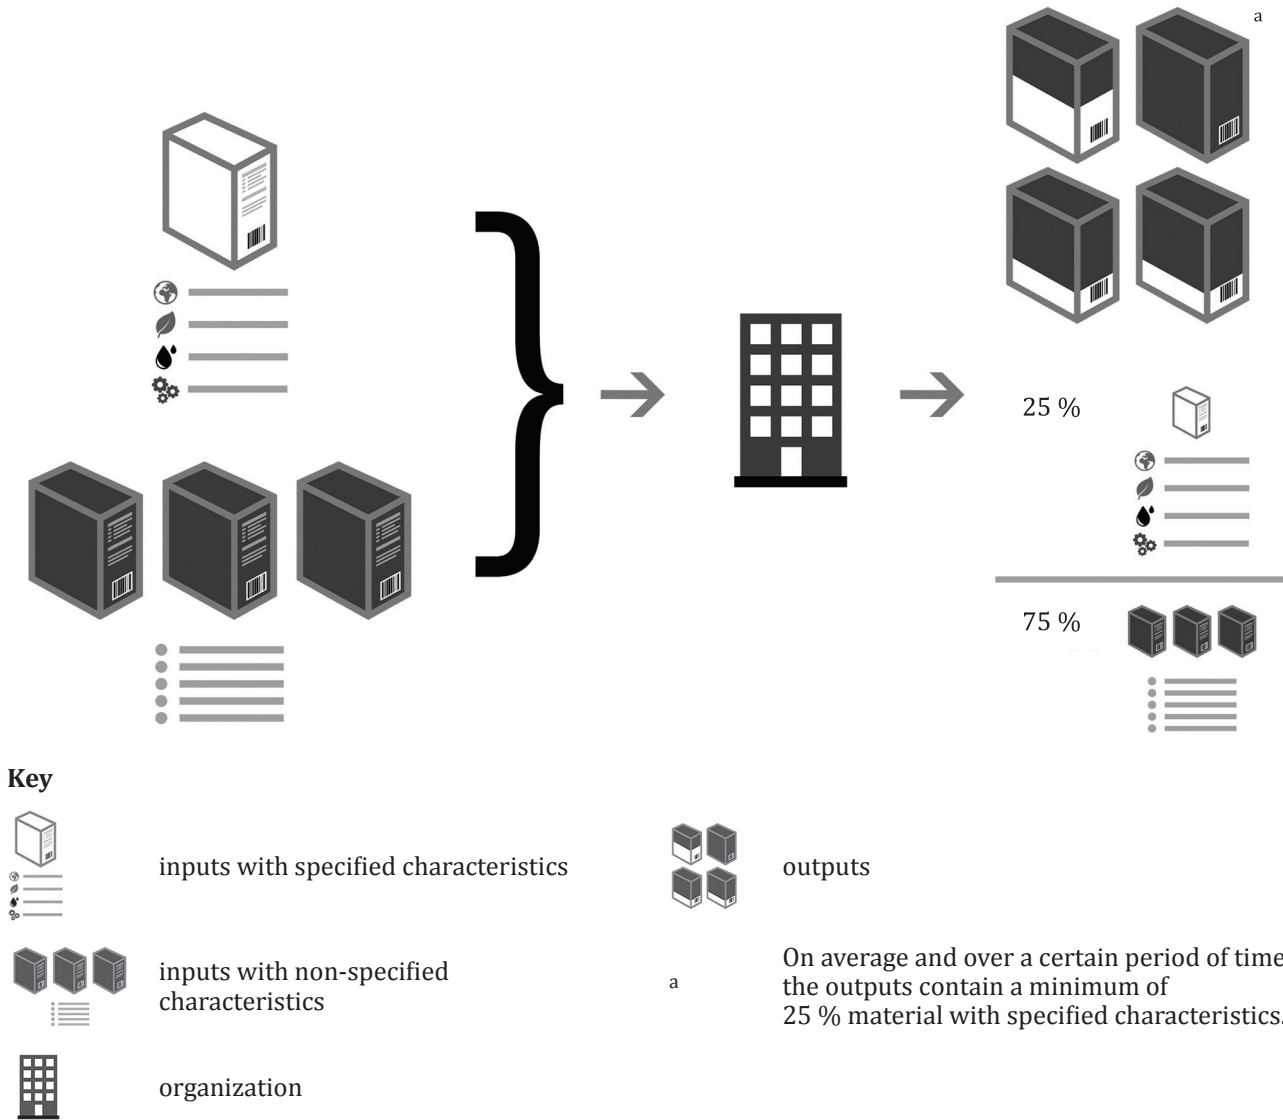 a
25 %
75 %
Key
inputs with specified characteristics
outputs
inputs with non-specified
characteristics
a
On average and over a certain period of time
the outputs contain a minimum of
25 % material with specified characteristics.
organization